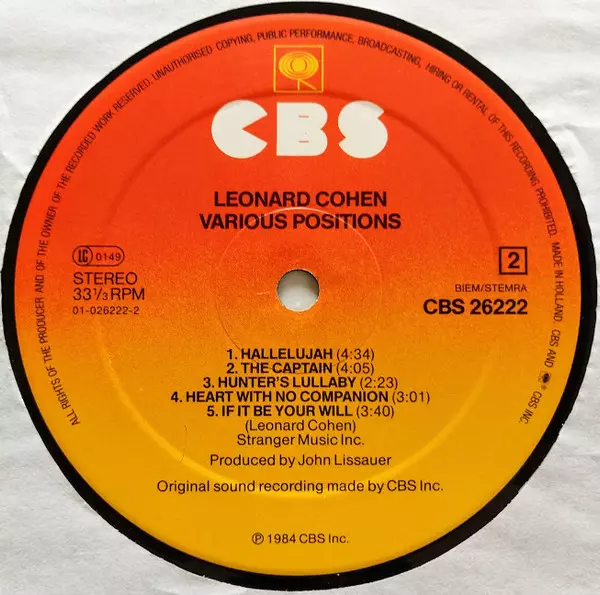 ALL RIGHTS OF THE PRODUCER AND OF THE OWNER OF THE RECORDED WORK RESERVED. UNAUTHORISED COPYING, PUBLIC PERFORMANCE, BROADCASTING, HIRING OR RENTAL OF THIS RECORDING PROHIBITED. MADE IN HOLLAND. CBS AND CBS INC.
CBS
LEONARD COHEN
VARIOUS POSITIONS
LC 0149
STEREO
33 1/3 RPM
01-026222-2
2
BIEM/STEMRA
CBS 26222
1. HALLELUJAH (4:34)
2. THE CAPTAIN (4:05)
3. HUNTER'S LULLABY (2:23)
4. HEART WITH NO COMPANION (3:01)
5. IF IT BE YOUR WILL (3:40)
(Leonard Cohen)
Stranger Music Inc.
Produced by John Lissauer
Original sound recording made by CBS Inc.
℗ 1984 CBS Inc.